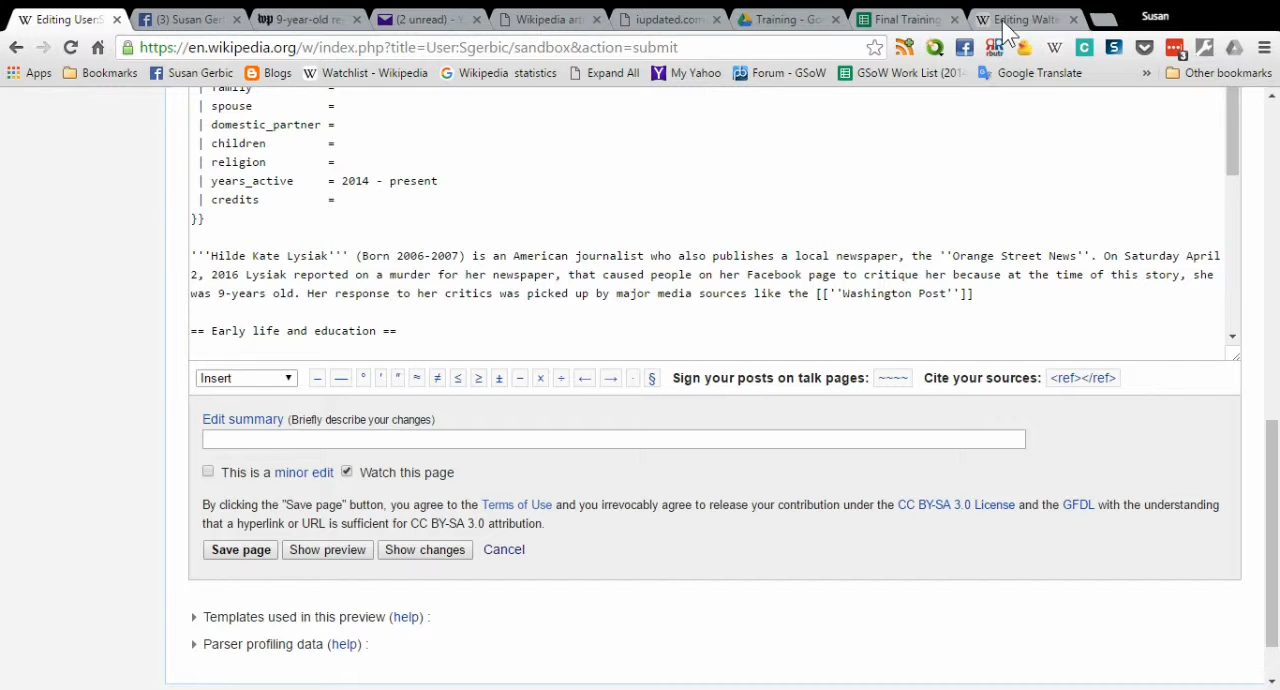 Editing User:S
(3) Susan Gerb
9-year-old re
(2 unread) - Y
Wikipedia art
iupdated.com
Training - Go
Final Training
Editing Walte
Susan
https://en.wikipedia.org/w/index.php?title=User:Sgerbic/sandbox&action=submit
Apps
Bookmarks
Susan Gerbic
Blogs
Watchlist - Wikipedia
Wikipedia statistics
Expand All
My Yahoo
Forum - GSoW
GSoW Work List (201
Google Translate
»
Other bookmarks
| family =
| spouse =
| domestic_partner =
| children =
| religion =
| years_active = 2014 - present
| credits =
}}
'''Hilde Kate Lysiak''' (Born 2006-2007) is an American journalist who also publishes a local newspaper, the ''Orange Street News''. On Saturday April
2, 2016 Lysiak reported on a murder for her newspaper, that caused people on her Facebook page to critique her because at the time of this story, she
was 9-years old. Her response to her critics was picked up by major media sources like the [[''Washington Post'']]
== Early life and education ==
Insert – — ° ′ ″ ≈ ≠ ≤ ≥ ± − × ÷ ← → · § Sign your posts on talk pages: ~~~~ Cite your sources: <ref></ref>
Edit summary (Briefly describe your changes)
This is a minor edit Watch this page
By clicking the "Save page" button, you agree to the Terms of Use and you irrevocably agree to release your contribution under the CC BY-SA 3.0 License and the GFDL with the understanding
that a hyperlink or URL is sufficient for CC BY-SA 3.0 attribution.
Save page Show preview Show changes Cancel
Templates used in this preview (help) :
Parser profiling data (help) :